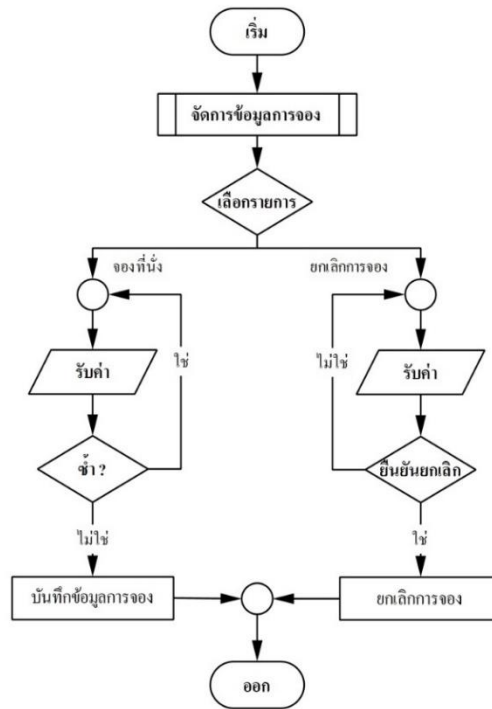 เริ่ม
จัดการข้อมูลการจอง
เลือกรายการ
จองที่นั่ง
ยกเลิกการจอง
ใช่
ไม่ใช่
รับค่า
รับค่า
ซ้ำ ?
ยืนยันยกเลิก
ไม่ใช่
ใช่
บันทึกข้อมูลการจอง
ยกเลิกการจอง
ออก